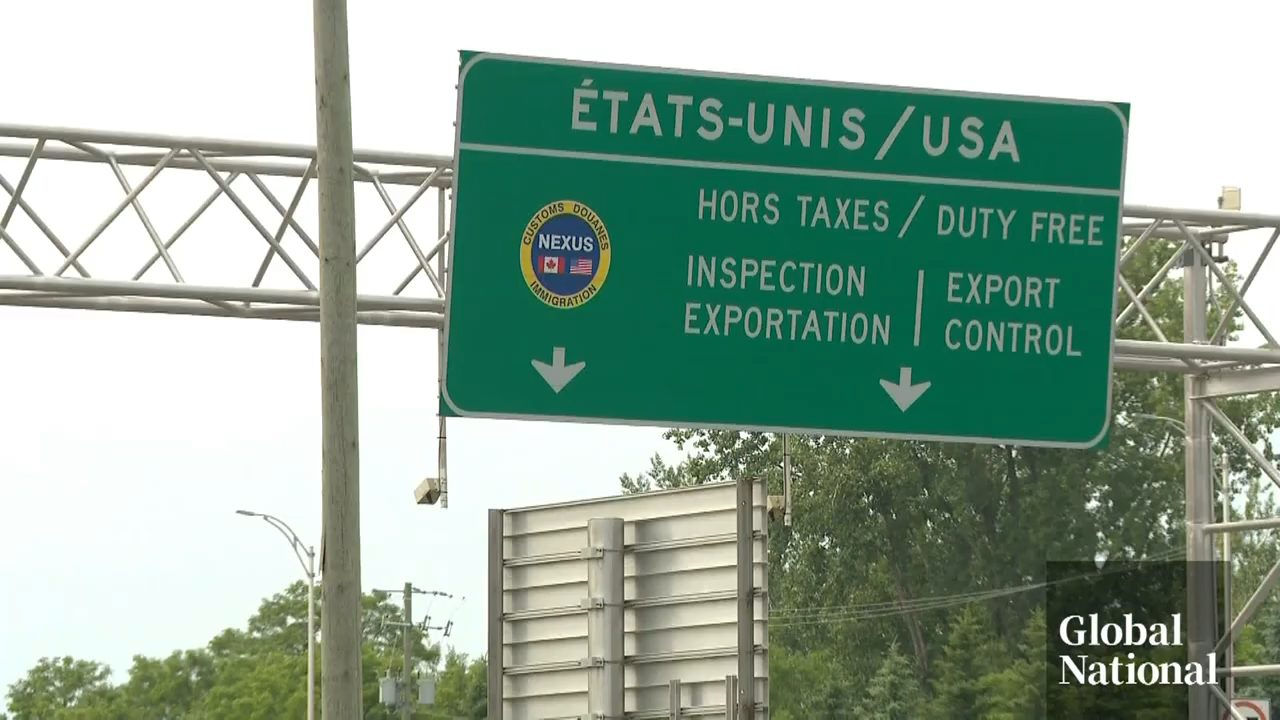 ÉTATS-UNIS / USA
CUSTOMS DOUANES
NEXUS
IMMIGRATION
HORS TAXES / DUTY FREE
INSPECTION EXPORTATION | EXPORT CONTROL
Global
National